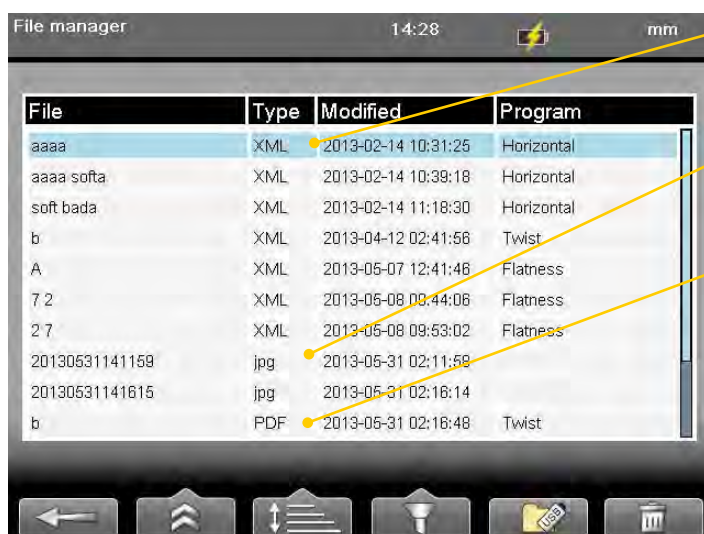 File manager 14:28 mm
File Type Modified Program
aaaa XML 2013-02-14 10:31:25 Horizontal
aaaa softa XML 2013-02-14 10:39:18 Horizontal
soft bada XML 2013-02-14 11:18:30 Horizontal
b XML 2013-04-12 02:41:56 Twist
A XML 2013-05-07 12:41:46 Flatness
7 2 XML 2013-05-08 09:44:06 Flatness
2 7 XML 2013-05-08 09:53:02 Flatness
20130531141159 jpg 2013-05-31 02:11:58
20130531141615 jpg 2013-05-31 02:16:14
b PDF 2013-05-31 02:16:48 Twist
USB